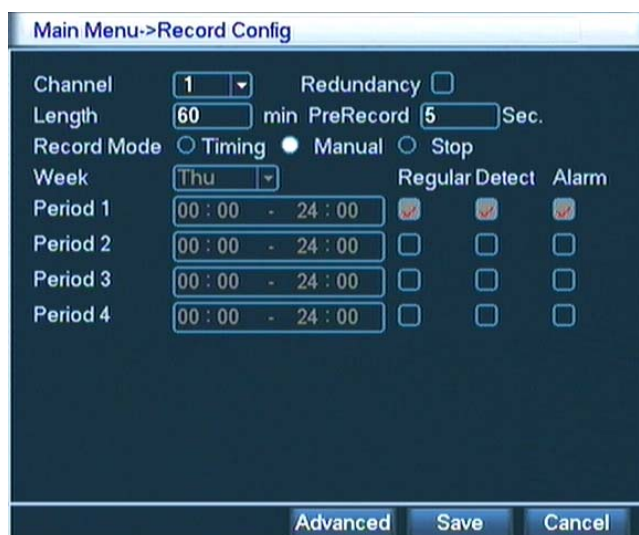 Main Menu->Record Config
Channel 1 Redundancy
Length 60 min PreRecord 5 Sec.
Record Mode Timing Manual Stop
Week Thu Regular Detect Alarm
Period 1 00 : 00 - 24 : 00
Period 2 00 : 00 - 24 : 00
Period 3 00 : 00 - 24 : 00
Period 4 00 : 00 - 24 : 00
Advanced Save Cancel